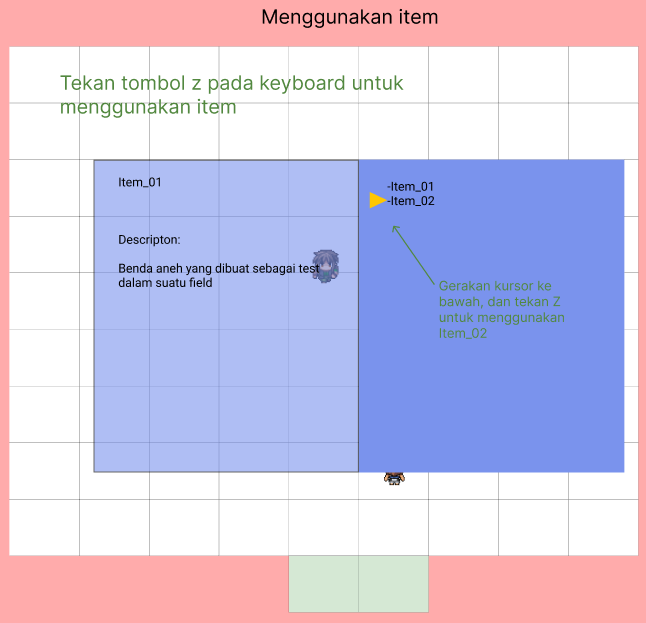 Menggunakan item
Tekan tombol z pada keyboard untuk
menggunakan item
Item_01
Descripton:
Benda aneh yang dibuat sebagai test
dalam suatu field
-Item_01
-Item_02
Gerakan kursor ke
bawah, dan tekan Z
untuk menggunakan
Item_02